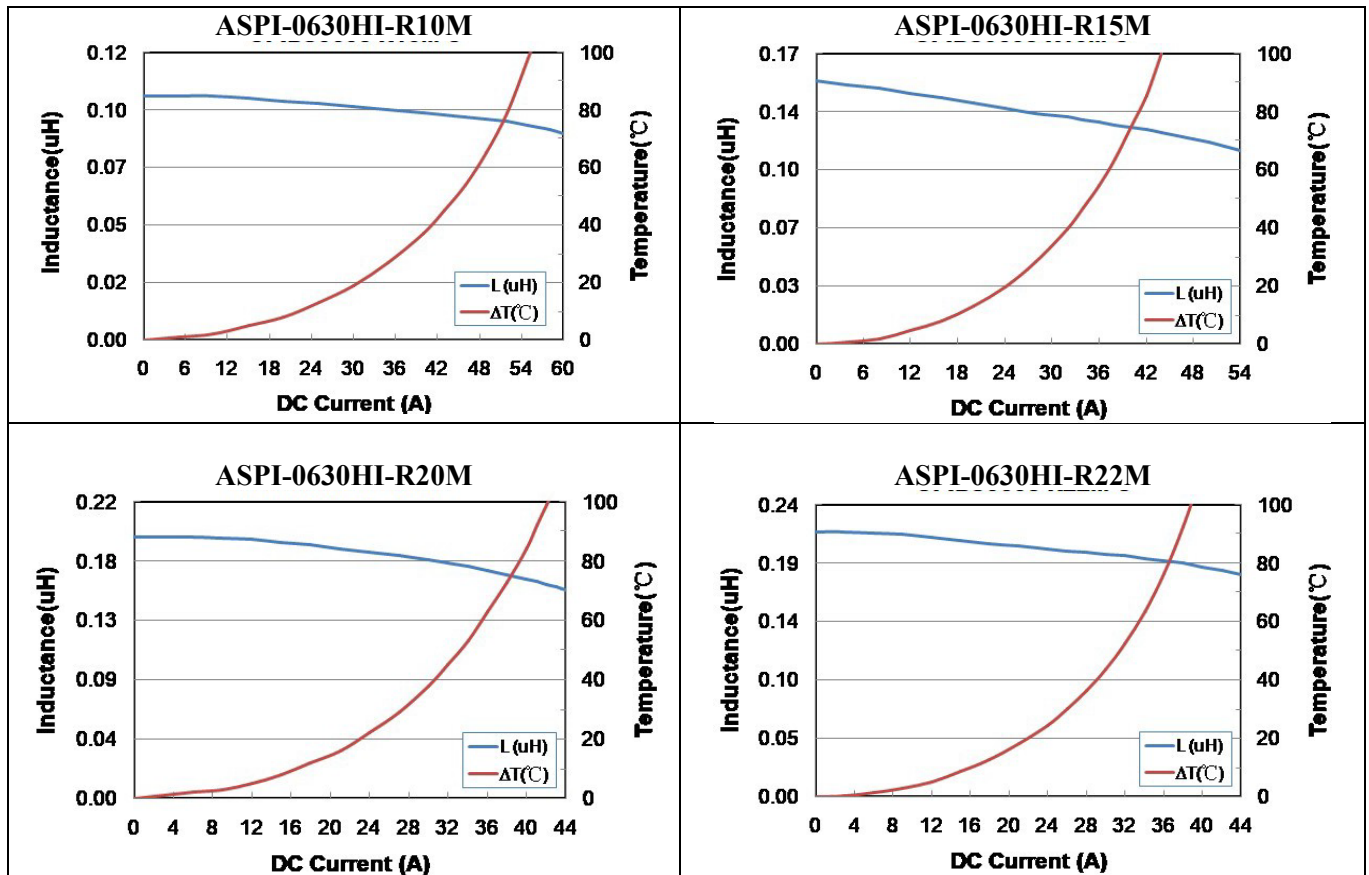 ASPI-0630HI-R10M
Inductance(uH)
0.12
0.10
0.07
0.05
0.02
0.00
100
80
60
40
20
0
Temperature(℃)
L(uH)
ΔT(℃)
0 6 12 18 24 30 36 42 48 54 60
DC Current (A)
ASPI-0630HI-R15M
Inductance(uH)
0.17
0.14
0.10
0.07
0.03
0.00
100
80
60
40
20
0
Temperature(℃)
L(uH)
ΔT(℃)
0 6 12 18 24 30 36 42 48 54
DC Current (A)
ASPI-0630HI-R20M
Inductance(uH)
0.22
0.18
0.13
0.09
0.04
0.00
100
80
60
40
20
0
Temperature(℃)
L(uH)
ΔT(℃)
0 4 8 12 16 20 24 28 32 36 40 44
DC Current (A)
ASPI-0630HI-R22M
Inductance(uH)
0.24
0.19
0.14
0.10
0.05
0.00
100
80
60
40
20
0
Temperature(℃)
L(uH)
ΔT(℃)
0 4 8 12 16 20 24 28 32 36 40 44
DC Current (A)